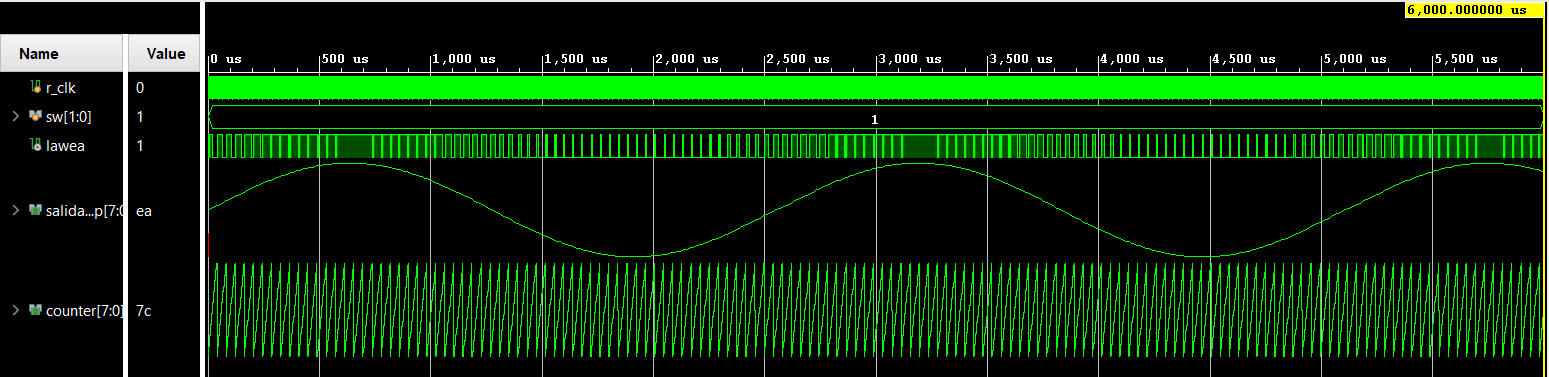 6,000.000000 us
Name Value
0 us 500 us 1,000 us 1,500 us 2,000 us 2,500 us 3,000 us 3,500 us 4,000 us 4,500 us 5,000 us 5,500 us
r_clk 0
sw[1:0] 1 1
lawea 1
salida...p[7:0 ea
counter[7:0] 7c